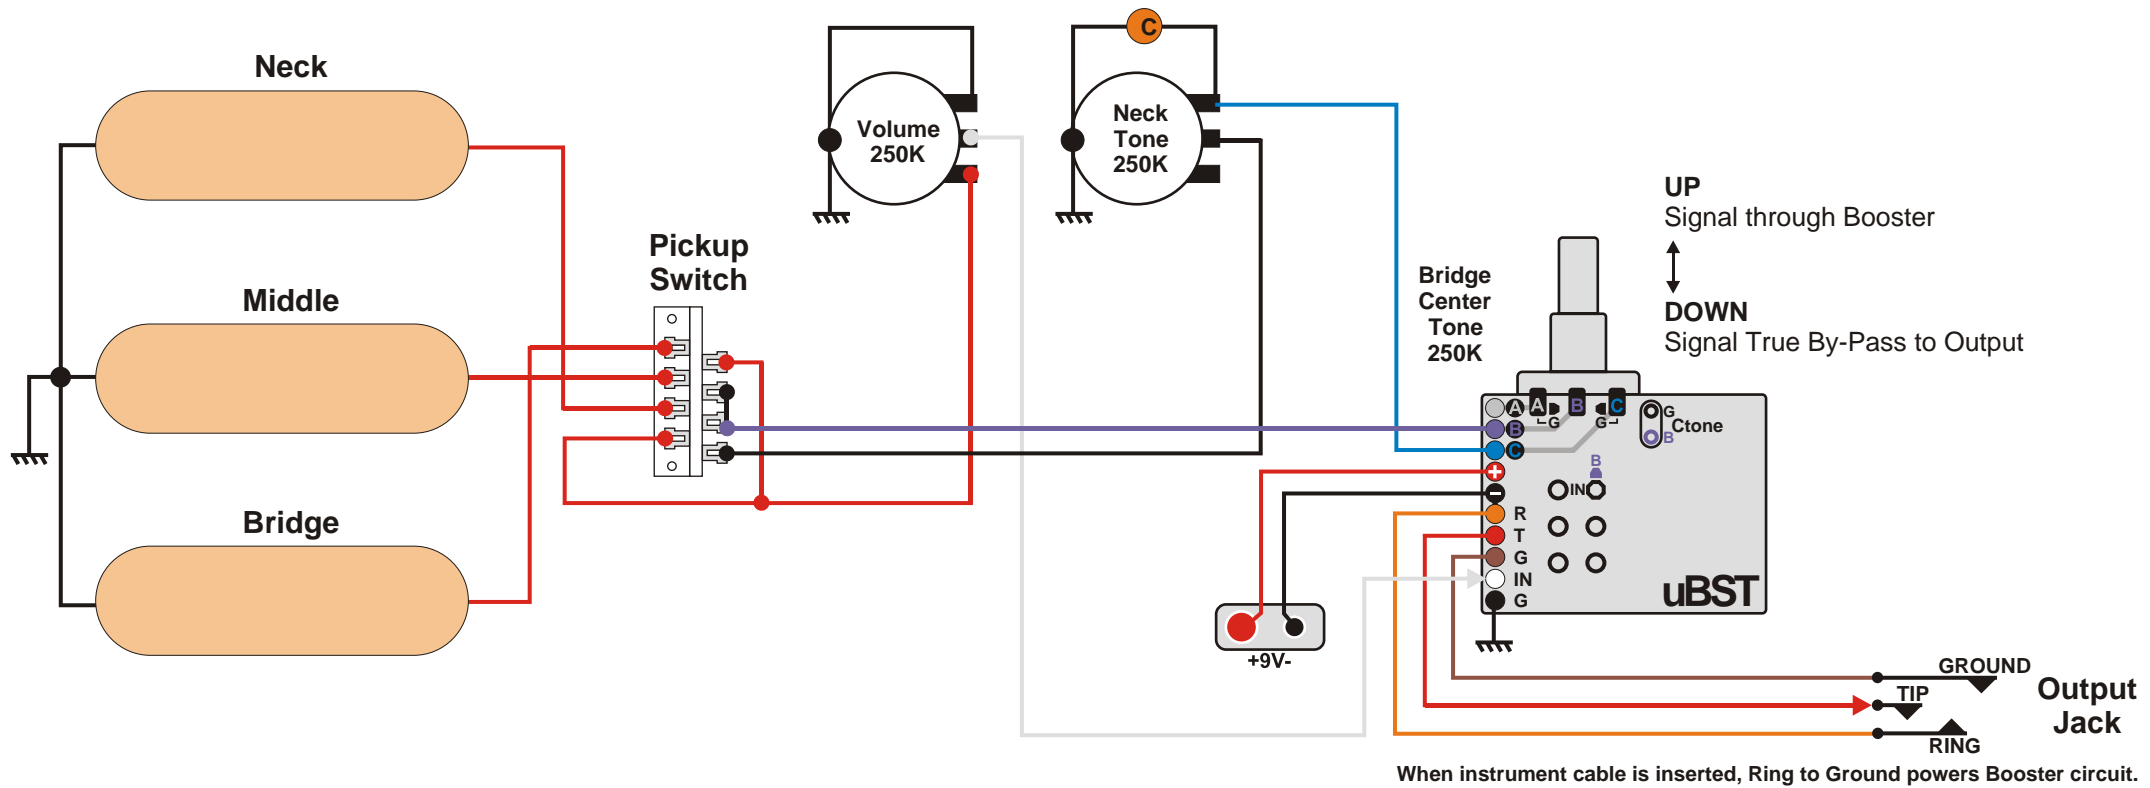 Neck
Middle
Bridge
Pickup
Switch
Volume
250K
C
Neck
Tone
250K
UP
Signal through Booster
DOWN
Signal True By-Pass to Output
Bridge
Center
Tone
250K
A A B C
G G
G
Ctone
B
B
C
B
+
-
IN
R
T
G
IN
G
uBST
+9V-
GROUND
TIP
RING
Output
Jack
When instrument cable is inserted, Ring to Ground powers Booster circuit.